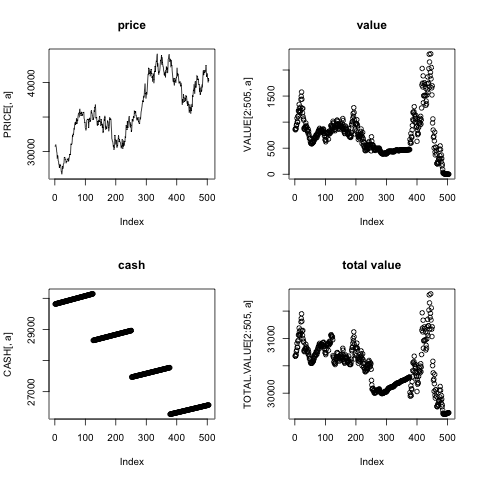 price
PRICE[, a]
30000
40000
0
100
200
300
400
500
Index
value
VALUE[2:505, a]
0
500
1500
0
100
200
300
400
500
Index
cash
CASH[, a]
27000
29000
0
100
200
300
400
500
Index
total value
TOTAL.VALUE[2:505, a]
30000
31000
0
100
200
300
400
500
Index